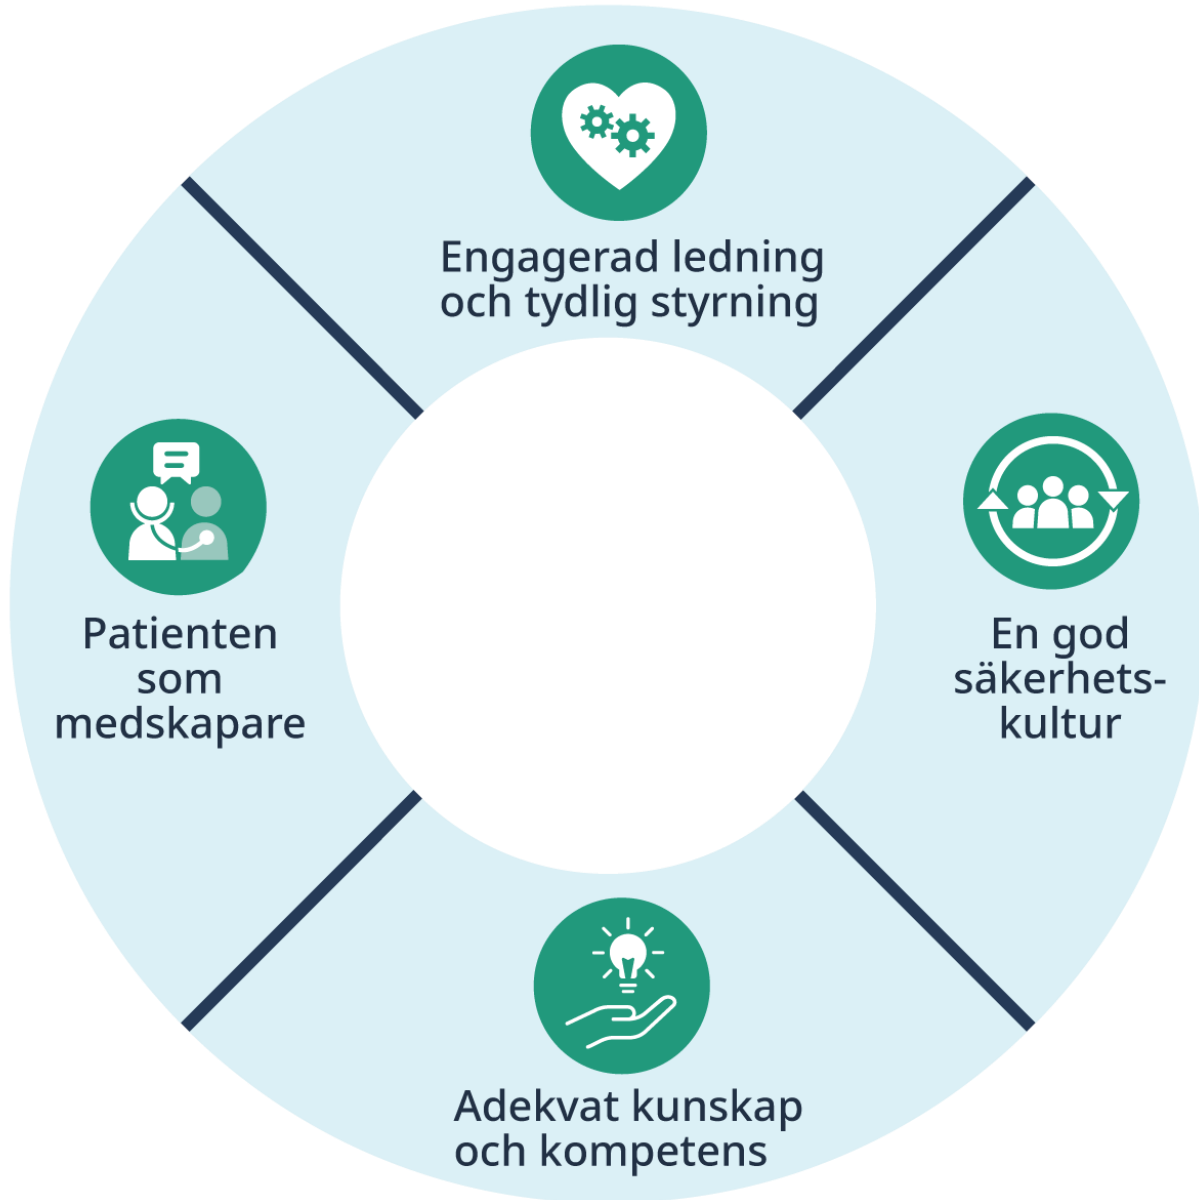 Engagerad ledning
och tydlig styrning
Patienten
som
medskapare
En god
säkerhets-
kultur
Adekvat kunskap
och kompetens